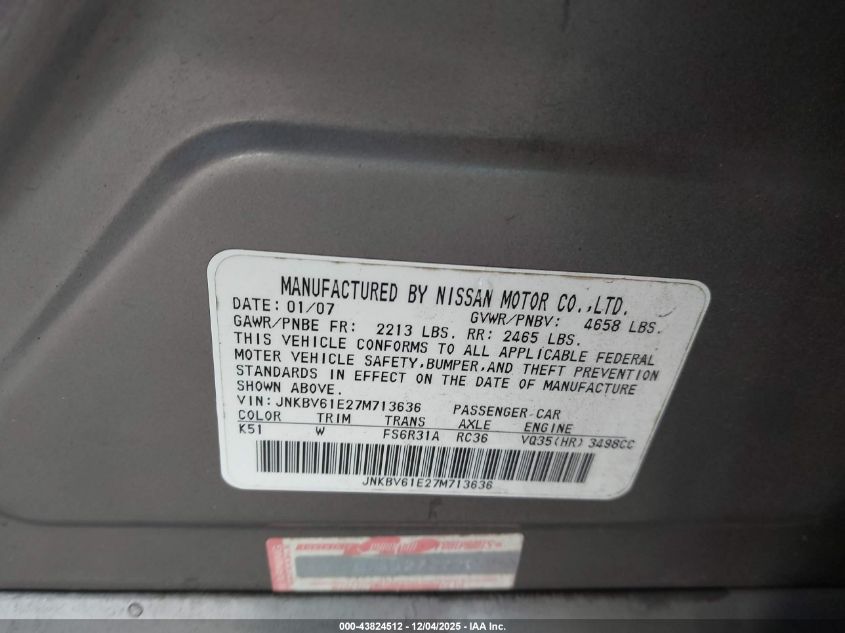 MANUFACTURED BY NISSAN MOTOR CO.,LTD.
DATE: 01/07 GVWR/PNBV: 4658 LBS.
GAWR/PNBE FR: 2213 LBS. RR: 2465 LBS.
THIS VEHICLE CONFORMS TO ALL APPLICABLE FEDERAL
MOTER VEHICLE SAFETY,BUMPER,AND THEFT PREVENTION
STANDARDS IN EFFECT ON THE DATE OF MANUFACTURE
SHOWN ABOVE.
VIN: JNKBV61E27M713636 PASSENGER-CAR
COLOR TRIM TRANS AXLE ENGINE
K51 W FS6R31A RC36 VQ35(HR) 3498CC
JNKBV61E27M713636
000-43824512 - 12/04/2025 - IAA Inc.